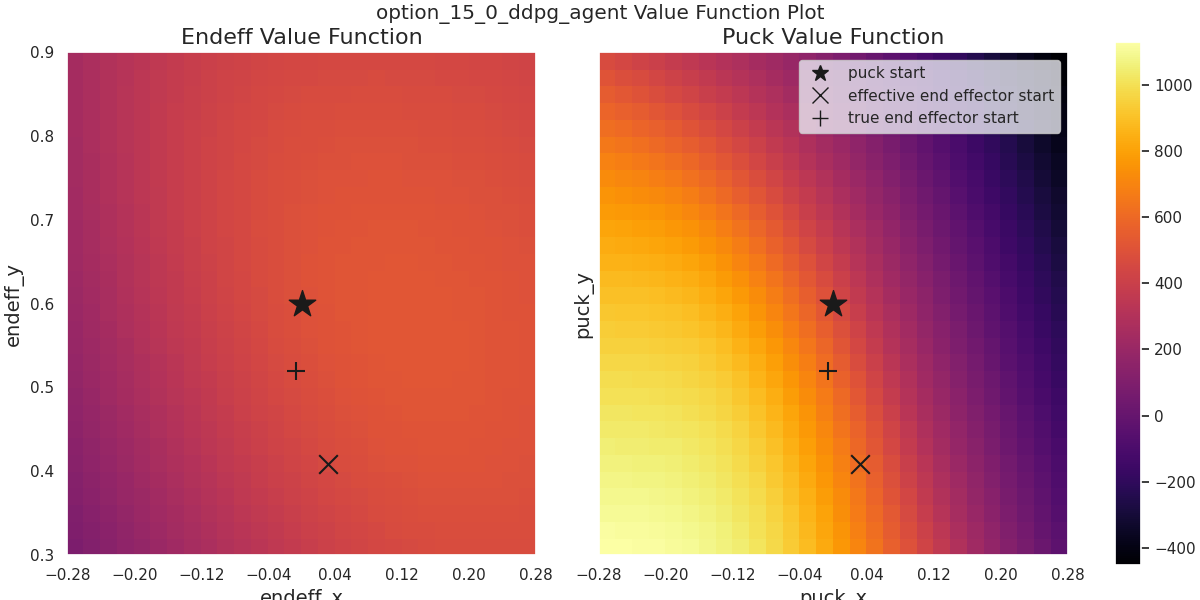 option_15_0_ddpg_agent Value Function Plot
Endeff Value Function
endeff_y
0.9
0.8
0.7
0.6
0.5
0.4
0.3
−0.28 −0.20 −0.12 −0.04 0.04 0.12 0.20 0.28
endeff_x
Puck Value Function
puck start
effective end effector start
true end effector start
puck_y
−0.28 −0.20 −0.12 −0.04 0.04 0.12 0.20 0.28
puck_x
1000
800
600
400
200
0
−200
−400